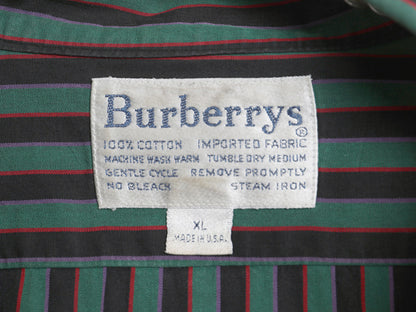 Burberrys®
100% COTTON IMPORTED FABRIC
MACHINE WASH WARM TUMBLE DRY MEDIUM
GENTLE CYCLE REMOVE PROMPTLY
NO BLEACH STEAM IRON
XL
MADE IN U.S.A.